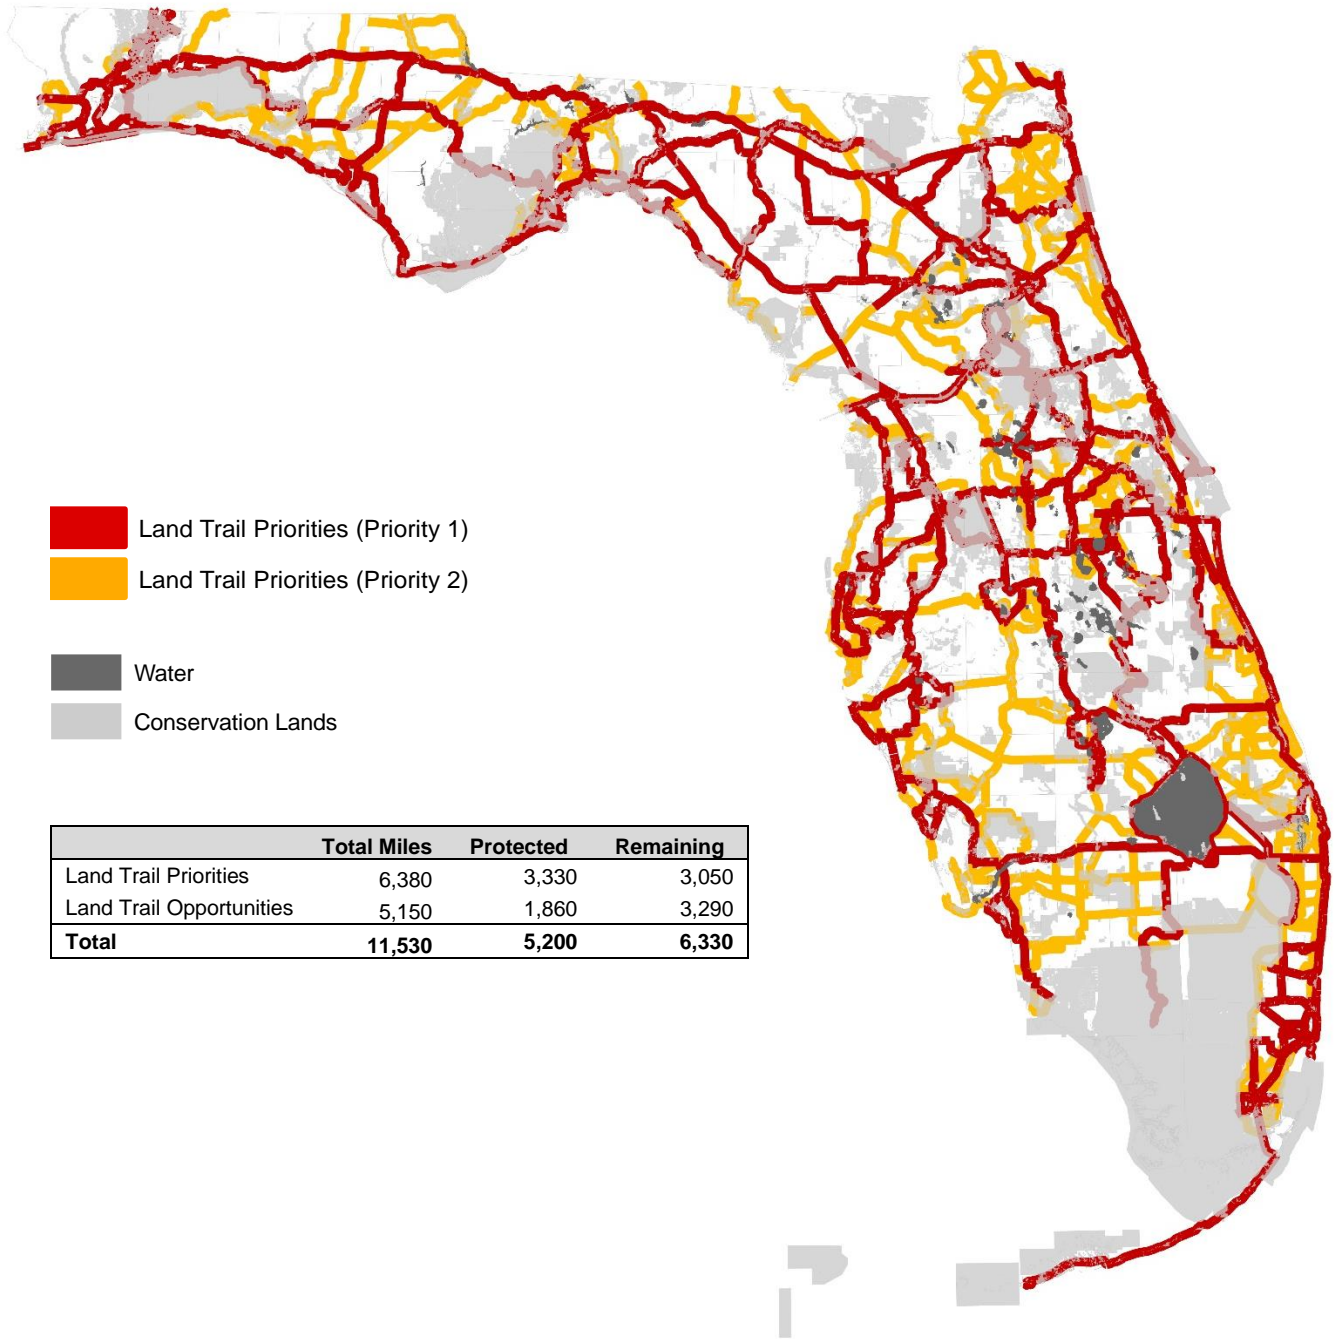 Land Trail Priorities (Priority 1)
Land Trail Priorities (Priority 2)
Water
Conservation Lands
Total Miles Protected Remaining
Land Trail Priorities 6,380 3,330 3,050
Land Trail Opportunities 5,150 1,860 3,290
Total 11,530 5,200 6,330